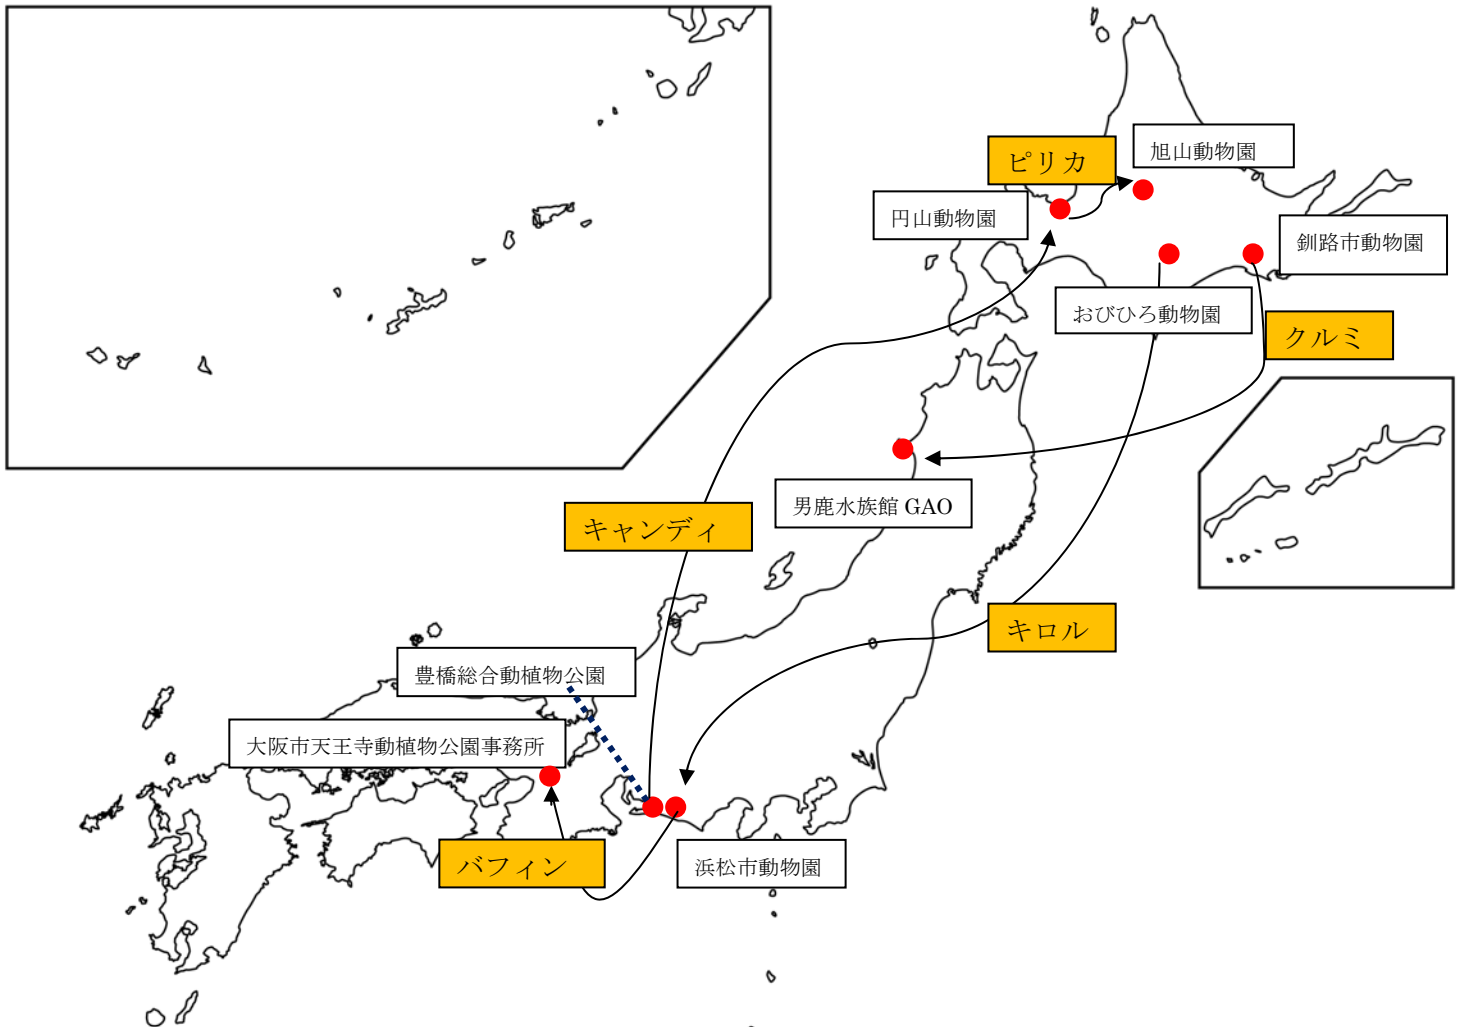 旭山動物園
ピリカ
円山動物園
釧路市動物園
おびひろ動物園
クルミ
男鹿水族館 GAO
キャンディ
キロル
豊橋総合動植物公園
大阪市天王寺動植物公園事務所
バフィン
浜松市動物園